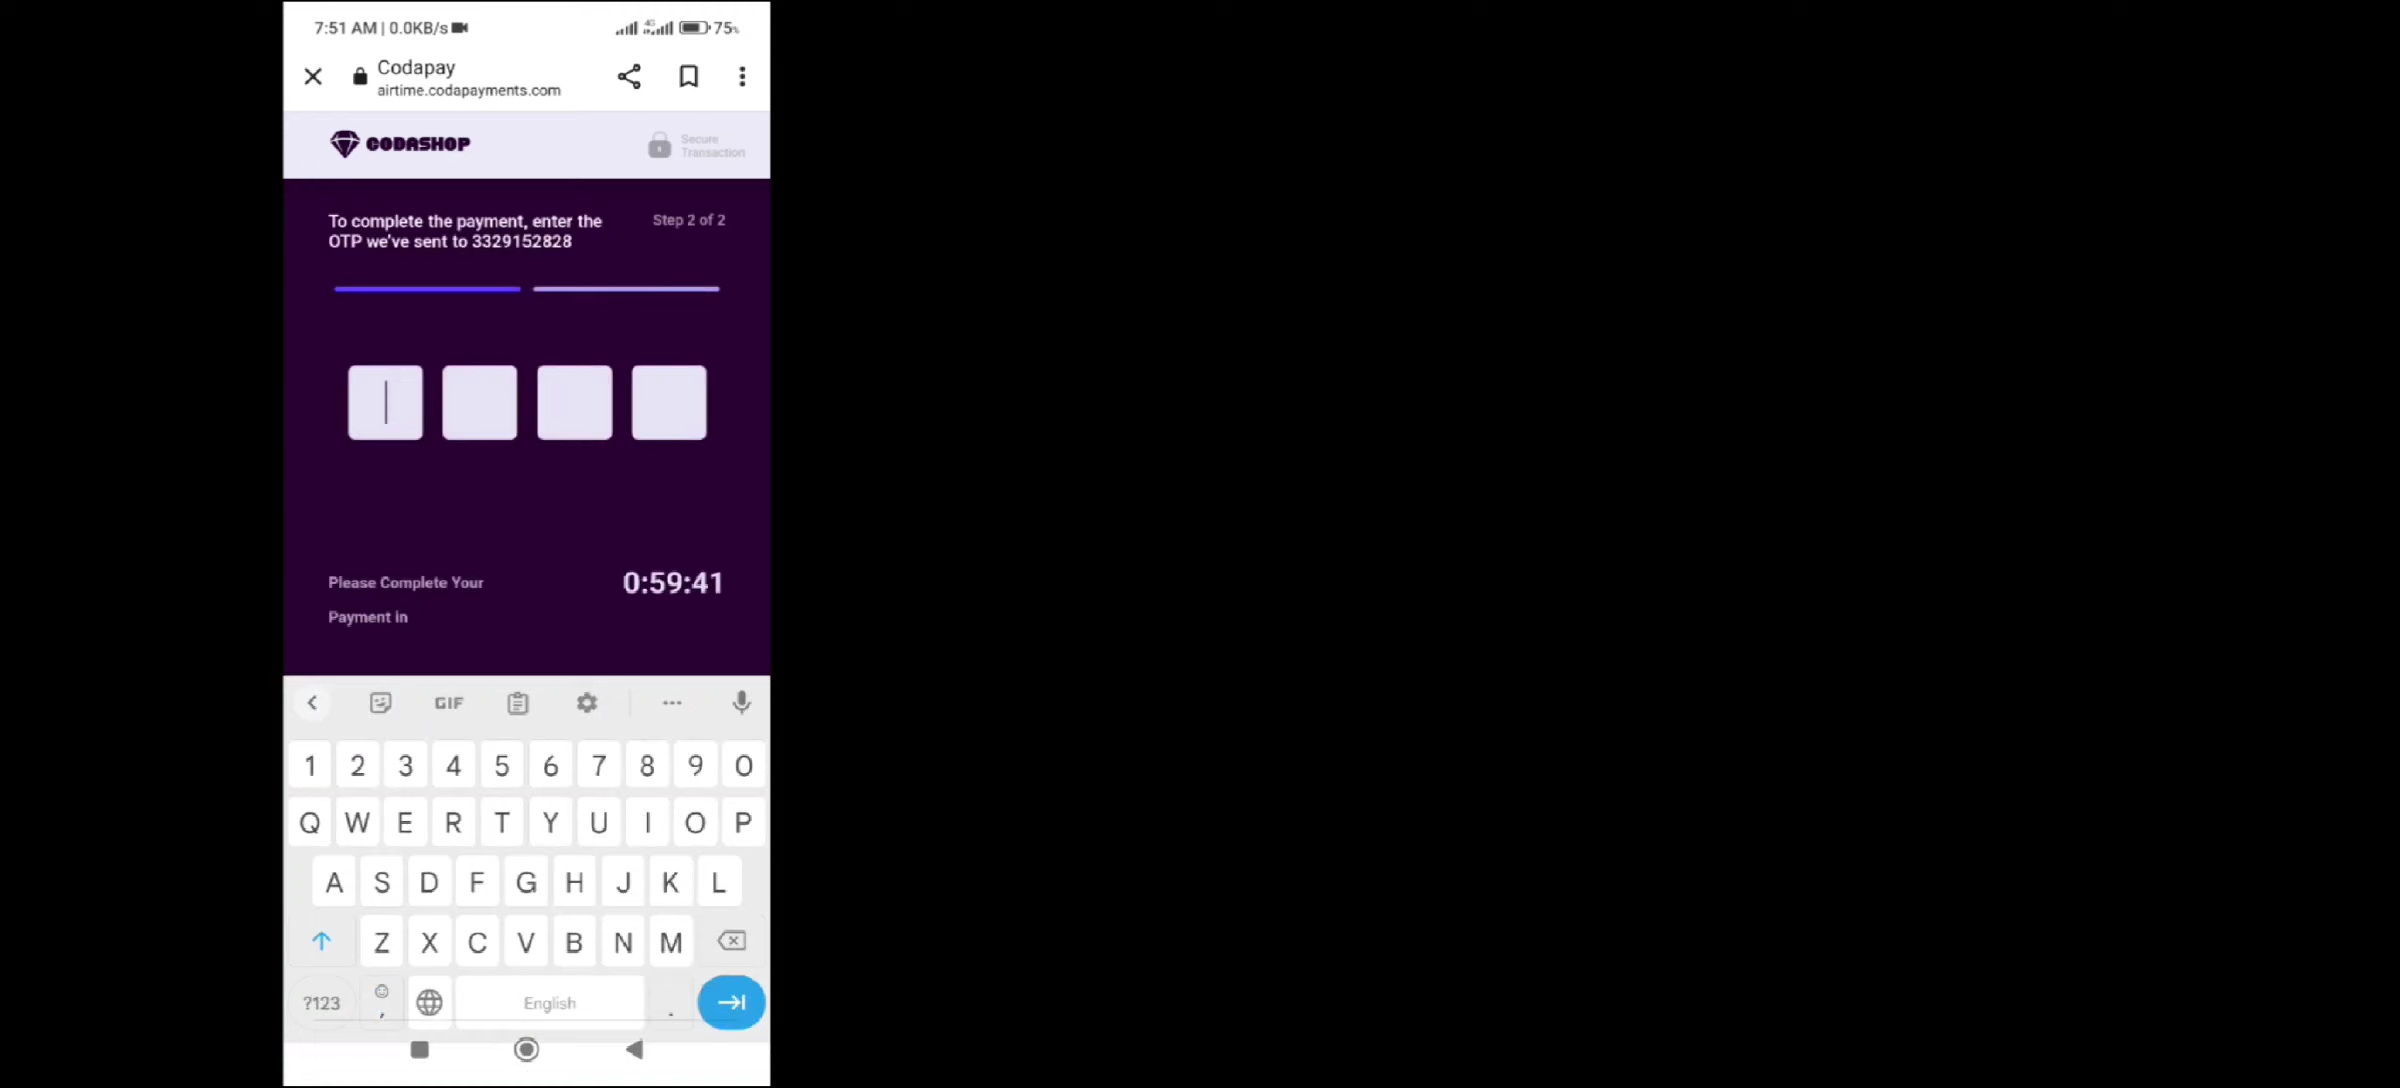 7:51 AM | 0.0KB/s 4G 75%
Codapay
airtime.codapayments.com
CODASHOP
Secure
Transaction
To complete the payment, enter the
Step 2 of 2
OTP we've sent to 3329152828
Please Complete Your
0:59:41
Payment in
GIF
1 2 3 4 5 6 7 8 9 0
Q W E R T Y U I O P
A S D F G H J K L
Z X C V B N M
?123 , English .